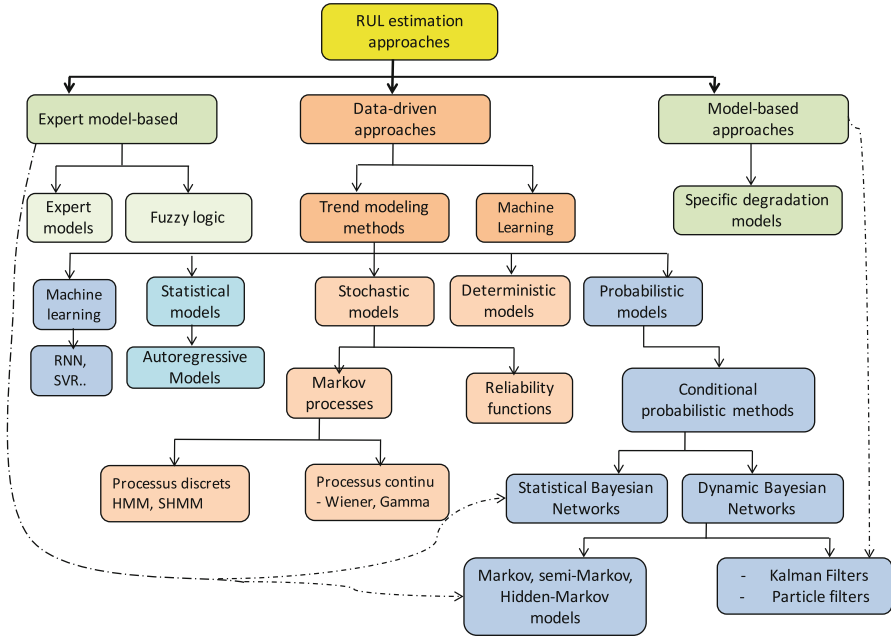 RUL estimation
approaches
Expert model-based
Data-driven
approaches
Model-based
approaches
Expert
models
Fuzzy logic
Trend modeling
methods
Machine
Learning
Specific degradation
models
Machine
learning
Statistical
models
Stochastic
models
Deterministic
models
Probabilistic
models
RNN,
SVR..
Autoregressive
Models
Markov
processes
Reliability
functions
Conditional
probabilistic methods
Processus discrets
HMM, SHMM
Processus continu
- Wiener, Gamma
Statistical Bayesian
Networks
Dynamic Bayesian
Networks
Markov, semi-Markov,
Hidden-Markov
models
- Kalman Filters
- Particle filters